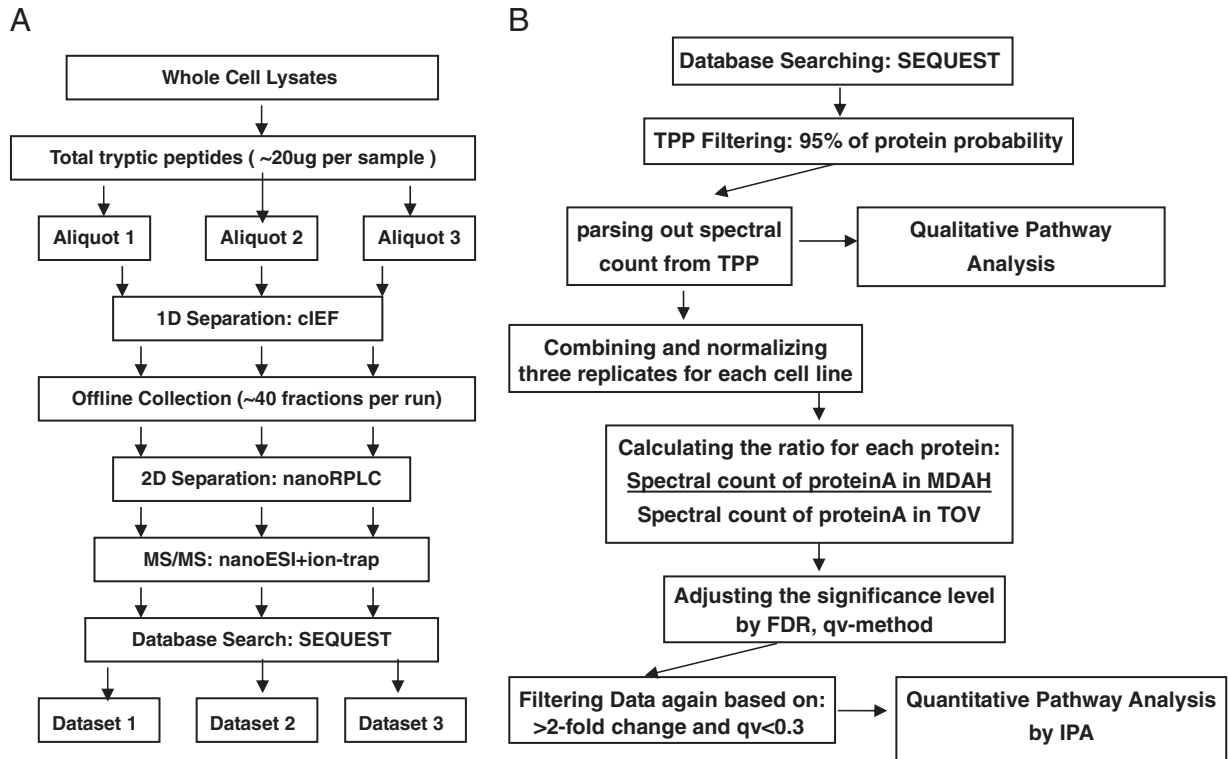 A
Whole Cell Lysates
Total tryptic peptides ( ~20ug per sample )
Aliquot 1
Aliquot 2
Aliquot 3
1D Separation: cIEF
Offline Collection (~40 fractions per run)
2D Separation: nanoRPLC
MS/MS: nanoESI+ion-trap
Database Search: SEQUEST
Dataset 1
Dataset 2
Dataset 3
B
Database Searching: SEQUEST
TPP Filtering: 95% of protein probability
parsing out spectral
count from TPP
Qualitative Pathway
Analysis
Combining and normalizing
three replicates for each cell line
Calculating the ratio for each protein:
Spectral count of proteinA in MDAH
Spectral count of proteinA in TOV
Adjusting the significance level
by FDR, qv-method
Filtering Data again based on:
>2-fold change and qv<0.3
Quantitative Pathway Analysis
by IPA